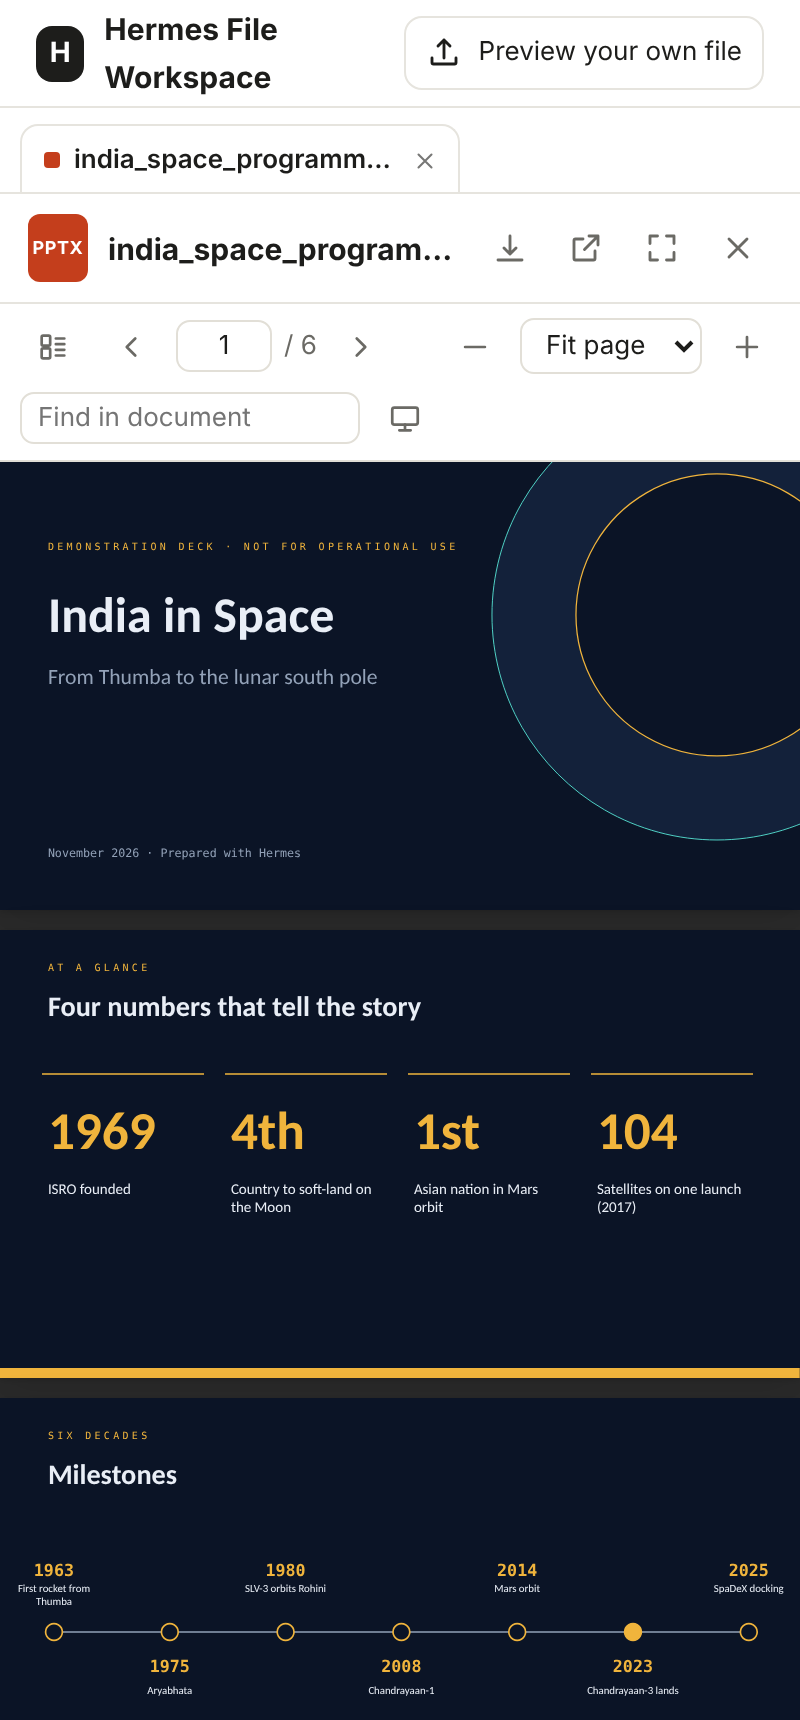 H
Hermes File
Workspace
Preview your own file
india_space_programm...
PPTX
india_space_program...
1
/ 6
Fit page
Find in document
DEMONSTRATION DECK · NOT FOR OPERATIONAL USE
India in Space
From Thumba to the lunar south pole
November 2026 · Prepared with Hermes
AT A GLANCE
Four numbers that tell the story
1969
ISRO founded
4th
Country to soft-land on
the Moon
1st
Asian nation in Mars
orbit
104
Satellites on one launch
(2017)
SIX DECADES
Milestones
1963
First rocket from
Thumba
1975
Aryabhata
1980
SLV-3 orbits Rohini
2008
Chandrayaan-1
2014
Mars orbit
2023
Chandrayaan-3 lands
2025
SpaDeX docking